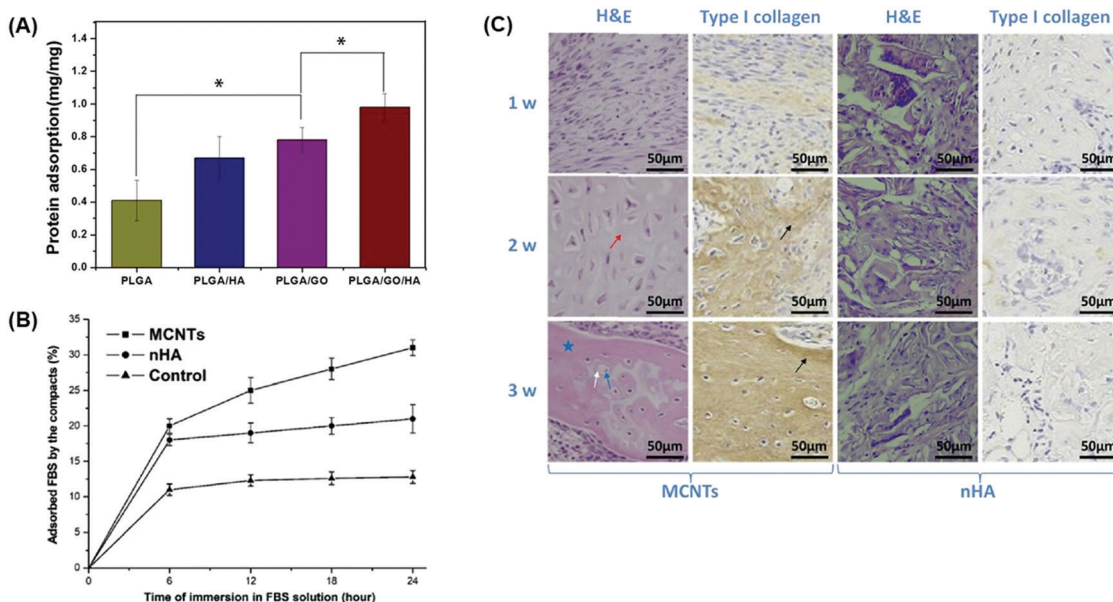 (A)
Protein adsorption(mg/mg)
1.4
1.2
1.0
0.8
0.6
0.4
0.2
0.0
*
*
PLGA PLGA/HA PLGA/GO PLGA/GO/HA
(B)
Adsorbed FBS by the compacts (%)
35
30
25
20
15
10
5
0
MCNTs
nHA
Control
0 6 12 18 24
Time of immersion in FBS solution (hour)
(C)
H&E Type I collagen H&E Type I collagen
1 w
50μm 50μm 50μm 50μm
2 w
50μm 50μm 50μm 50μm
3 w
50μm 50μm 50μm 50μm
MCNTs nHA